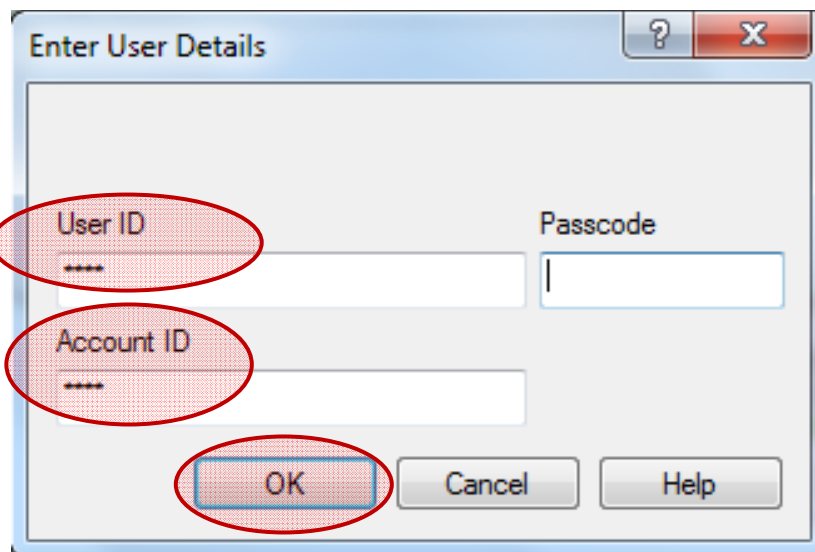 Enter User Details
User ID Passcode
****
Account ID
****
OK Cancel Help